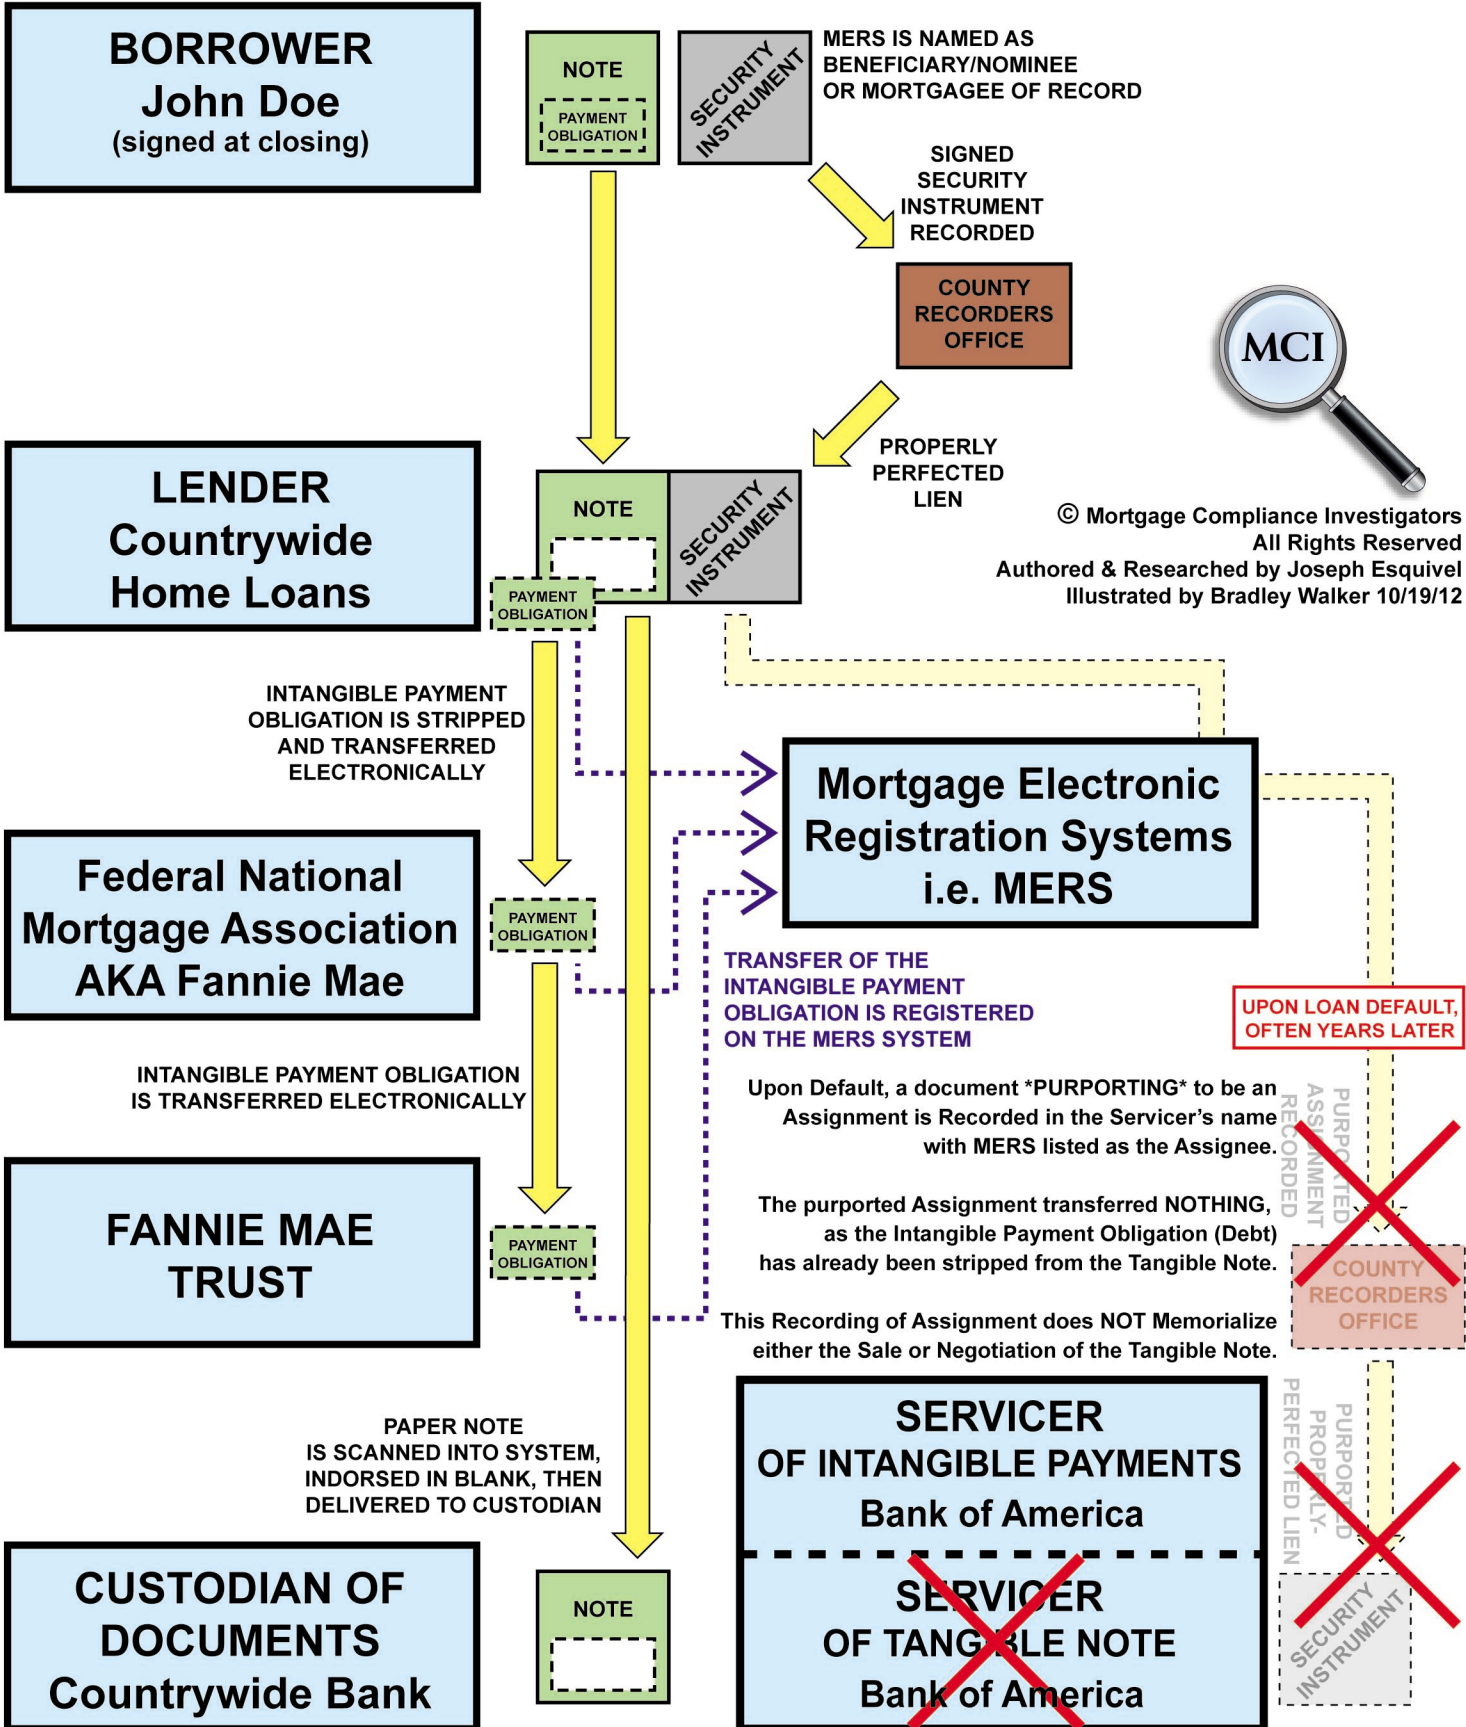 BORROWER
John Doe
(signed at closing)
NOTE
PAYMENT
OBLIGATION
SECURITY
INSTRUMENT
MERS IS NAMED AS
BENEFICIARY/NOMINEE
OR MORTGAGEE OF RECORD
SIGNED
SECURITY
INSTRUMENT
RECORDED
COUNTY
RECORDERS
OFFICE
MCI
PROPERLY
PERFECTED
LIEN
© Mortgage Compliance Investigators
All Rights Reserved
Authored & Researched by Joseph Esquivel
Illustrated by Bradley Walker 10/19/12
LENDER
Countrywide
Home Loans
NOTE
PAYMENT
OBLIGATION
SECURITY
INSTRUMENT
INTANGIBLE PAYMENT
OBLIGATION IS STRIPPED
AND TRANSFERRED
ELECTRONICALLY
Mortgage Electronic
Registration Systems
i.e. MERS
Federal National
Mortgage Association
AKA Fannie Mae
PAYMENT
OBLIGATION
TRANSFER OF THE
INTANGIBLE PAYMENT
OBLIGATION IS REGISTERED
ON THE MERS SYSTEM
UPON LOAN DEFAULT,
OFTEN YEARS LATER
INTANGIBLE PAYMENT OBLIGATION
IS TRANSFERRED ELECTRONICALLY
Upon Default, a document *PURPORTING* to be an
Assignment is Recorded in the Servicer's name
with MERS listed as the Assignee.
PURPORTED
ASSIGNMENT
RECORDED
The purported Assignment transferred NOTHING,
as the Intangible Payment Obligation (Debt)
has already been stripped from the Tangible Note.
FANNIE MAE
TRUST
PAYMENT
OBLIGATION
COUNTY
RECORDERS
OFFICE
This Recording of Assignment does NOT Memorialize
either the Sale or Negotiation of the Tangible Note.
PAPER NOTE
IS SCANNED INTO SYSTEM,
INDORSED IN BLANK, THEN
DELIVERED TO CUSTODIAN
SERVICER
OF INTANGIBLE PAYMENTS
Bank of America
PURPORTED
PROPERLY-
PERFECTED LIEN
CUSTODIAN OF
DOCUMENTS
Countrywide Bank
NOTE
SERVICER
OF TANGIBLE NOTE
Bank of America
SECURITY
INSTRUMENT